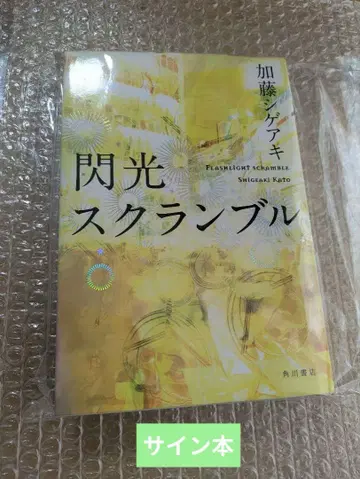 加藤シゲアキ
閃光
スクランブル
FLASHLIGHT SCRAMBLE
SHIGEAKI KATO
角川書店
サイン本